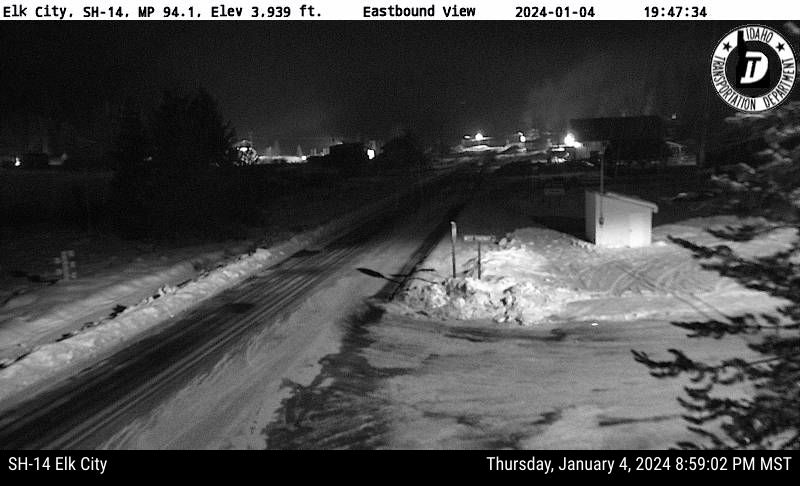 Elk City, SH-14, MP 94.1, Elev 3,939 ft. Eastbound View 2024-01-04 19:47:34
IDAHO
TRANSPORTATION DEPARTMENT
SH-14 Elk City Thursday, January 4, 2024 8:59:02 PM MST